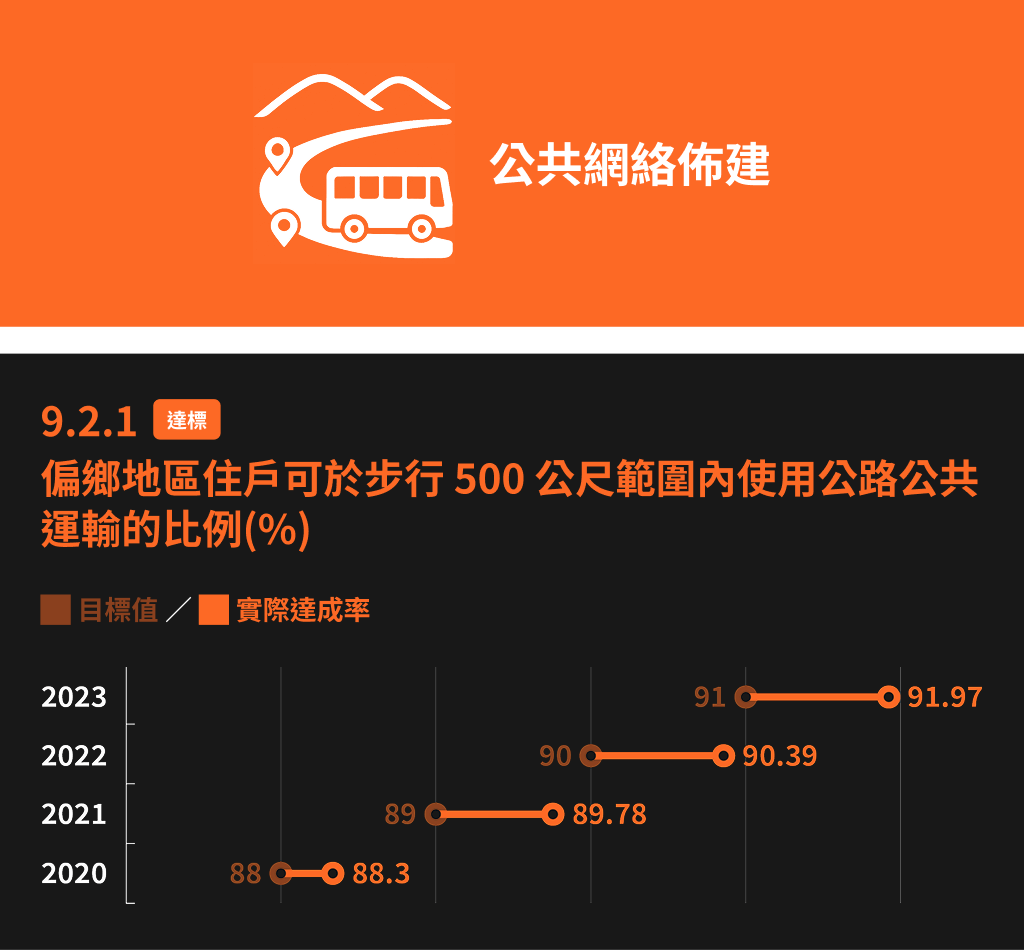 公共網絡佈建
9.2.1 達標
偏鄉地區住戶可於步行 500 公尺範圍內使用公路公共
運輸的比例(%)
目標值／實際達成率
2023 91 91.97
2022 90 90.39
2021 89 89.78
2020 88 88.3